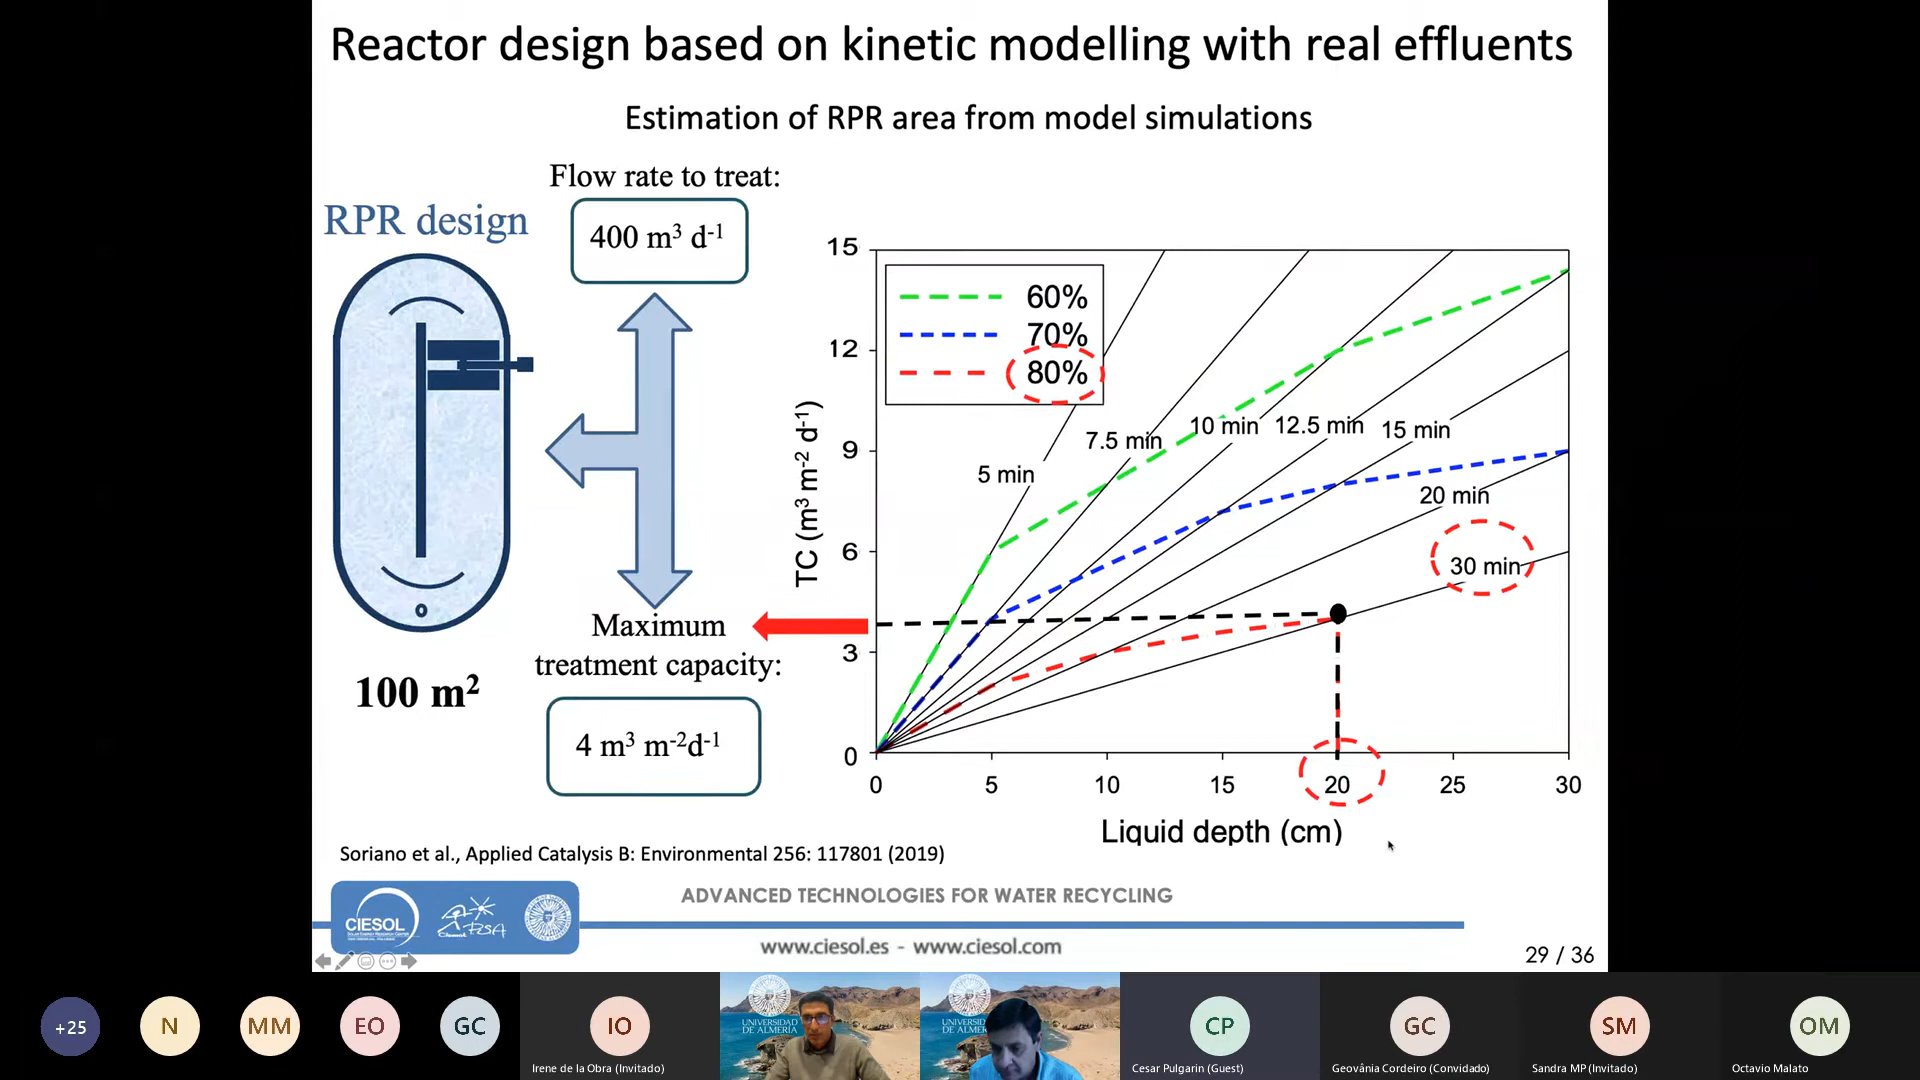 Reactor design based on kinetic modelling with real effluents
Estimation of RPR area from model simulations
Flow rate to treat:
400 m³ d⁻¹
RPR design
100 m²
Maximum
treatment capacity:
4 m³ m⁻²d⁻¹
TC (m³ m⁻² d⁻¹)
15
12
9
6
3
0
60%
70%
80%
5 min
7.5 min
10 min
12.5 min
15 min
20 min
30 min
0 5 10 15 20 25 30
Liquid depth (cm)
Soriano et al., Applied Catalysis B: Environmental 256: 117801 (2019)
CIESOL
PSA
ADVANCED TECHNOLOGIES FOR WATER RECYCLING
www.ciesol.es - www.ciesol.com
29 / 36
+25
N
MM
EO
GC
IO
Irene de la Obra (Invitado)
UNIVERSIDAD
DE ALMERÍA
CP
Cesar Pulgarin (Guest)
GC
Geovânia Cordeiro (Convidado)
SM
Sandra MP (Invitado)
OM
Octavio Malato